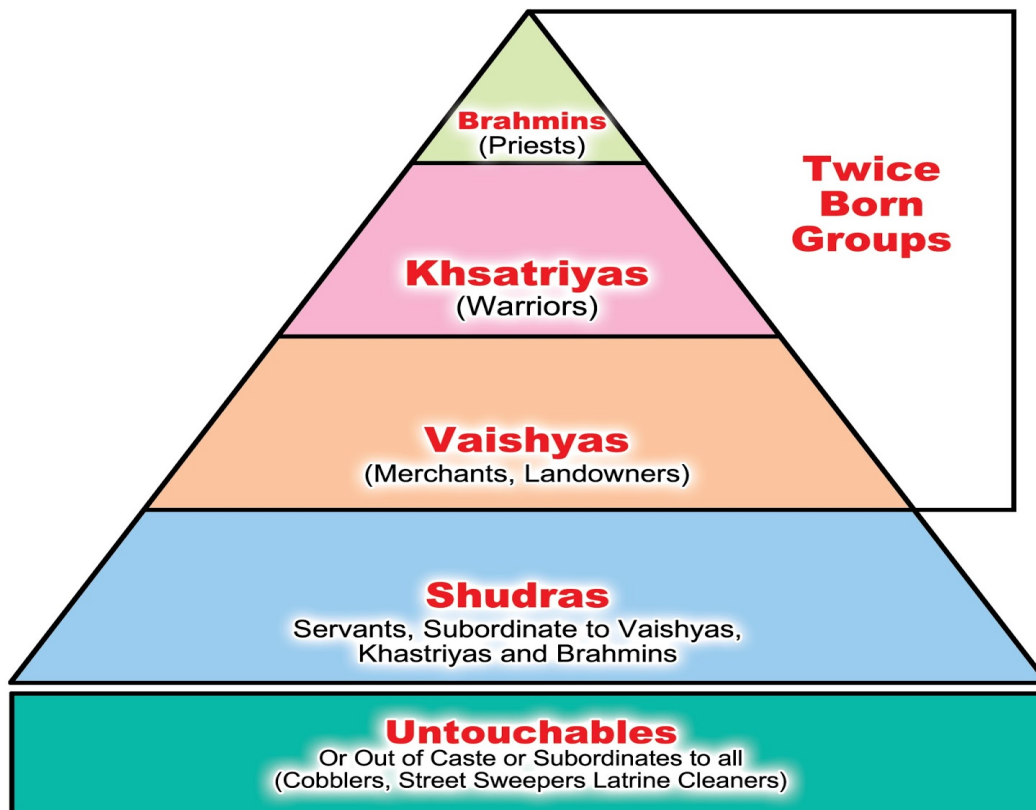 Brahmins
(Priests)
Twice
Born
Groups
Khsatriyas
(Warriors)
Vaishyas
(Merchants, Landowners)
Shudras
Servants, Subordinate to Vaishyas,
Khastriyas and Brahmins
Untouchables
Or Out of Caste or Subordinates to all
(Cobblers, Street Sweepers Latrine Cleaners)